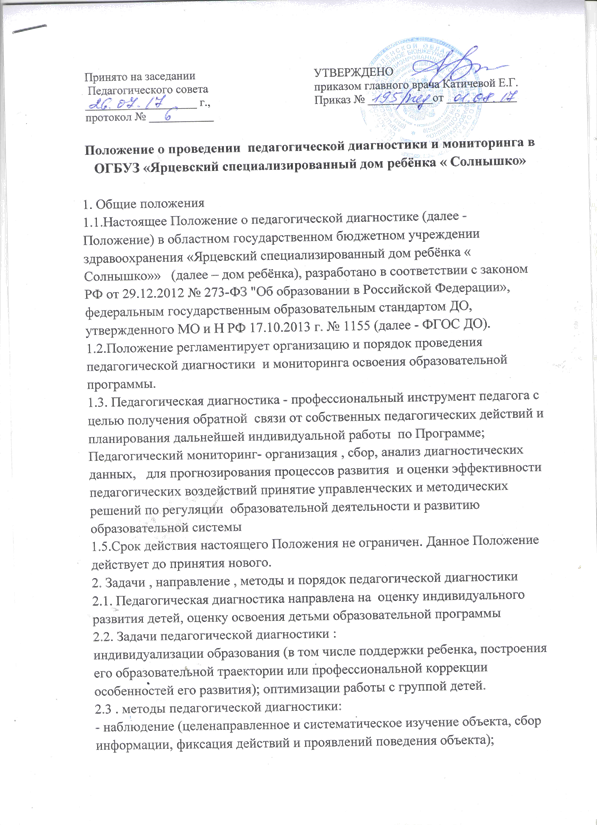 Принято на заседании
Педагогического совета
26.07.17 г.,
протокол № 6
УТВЕРЖДЕНО
приказом главного врача Катичевой Е.Г.
Приказ № 195/пед от 01.08.17
Положение о проведении педагогической диагностики и мониторинга в
ОГБУЗ «Ярцевский специализированный дом ребёнка « Солнышко»
1. Общие положения
1.1.Настоящее Положение о педагогической диагностике (далее -
Положение) в областном государственном бюджетном учреждении
здравоохранения «Ярцевский специализированный дом ребёнка «
Солнышко»» (далее – дом ребёнка), разработано в соответствии с законом
РФ от 29.12.2012 № 273-ФЗ "Об образовании в Российской Федерации»,
федеральным государственным образовательным стандартом ДО,
утвержденного МО и Н РФ 17.10.2013 г. № 1155 (далее - ФГОС ДО).
1.2.Положение регламентирует организацию и порядок проведения
педагогической диагностики и мониторинга освоения образовательной
программы.
1.3. Педагогическая диагностика - профессиональный инструмент педагога с
целью получения обратной связи от собственных педагогических действий и
планирования дальнейшей индивидуальной работы по Программе;
Педагогический мониторинг- организация , сбор, анализ диагностических
данных, для прогнозирования процессов развития и оценки эффективности
педагогических воздействий принятие управленческих и методических
решений по регуляции образовательной деятельности и развитию
образовательной системы
1.5.Срок действия настоящего Положения не ограничен. Данное Положение
действует до принятия нового.
2. Задачи , направление , методы и порядок педагогической диагностики
2.1. Педагогическая диагностика направлена на оценку индивидуального
развития детей, оценку освоения детьми образовательной программы
2.2. Задачи педагогической диагностики :
индивидуализации образования (в том числе поддержки ребенка, построения
его образовательной траектории или профессиональной коррекции
особенностей его развития); оптимизации работы с группой детей.
2.3 . методы педагогической диагностики:
- наблюдение (целенаправленное и систематическое изучение объекта, сбор
информации, фиксация действий и проявлений поведения объекта);